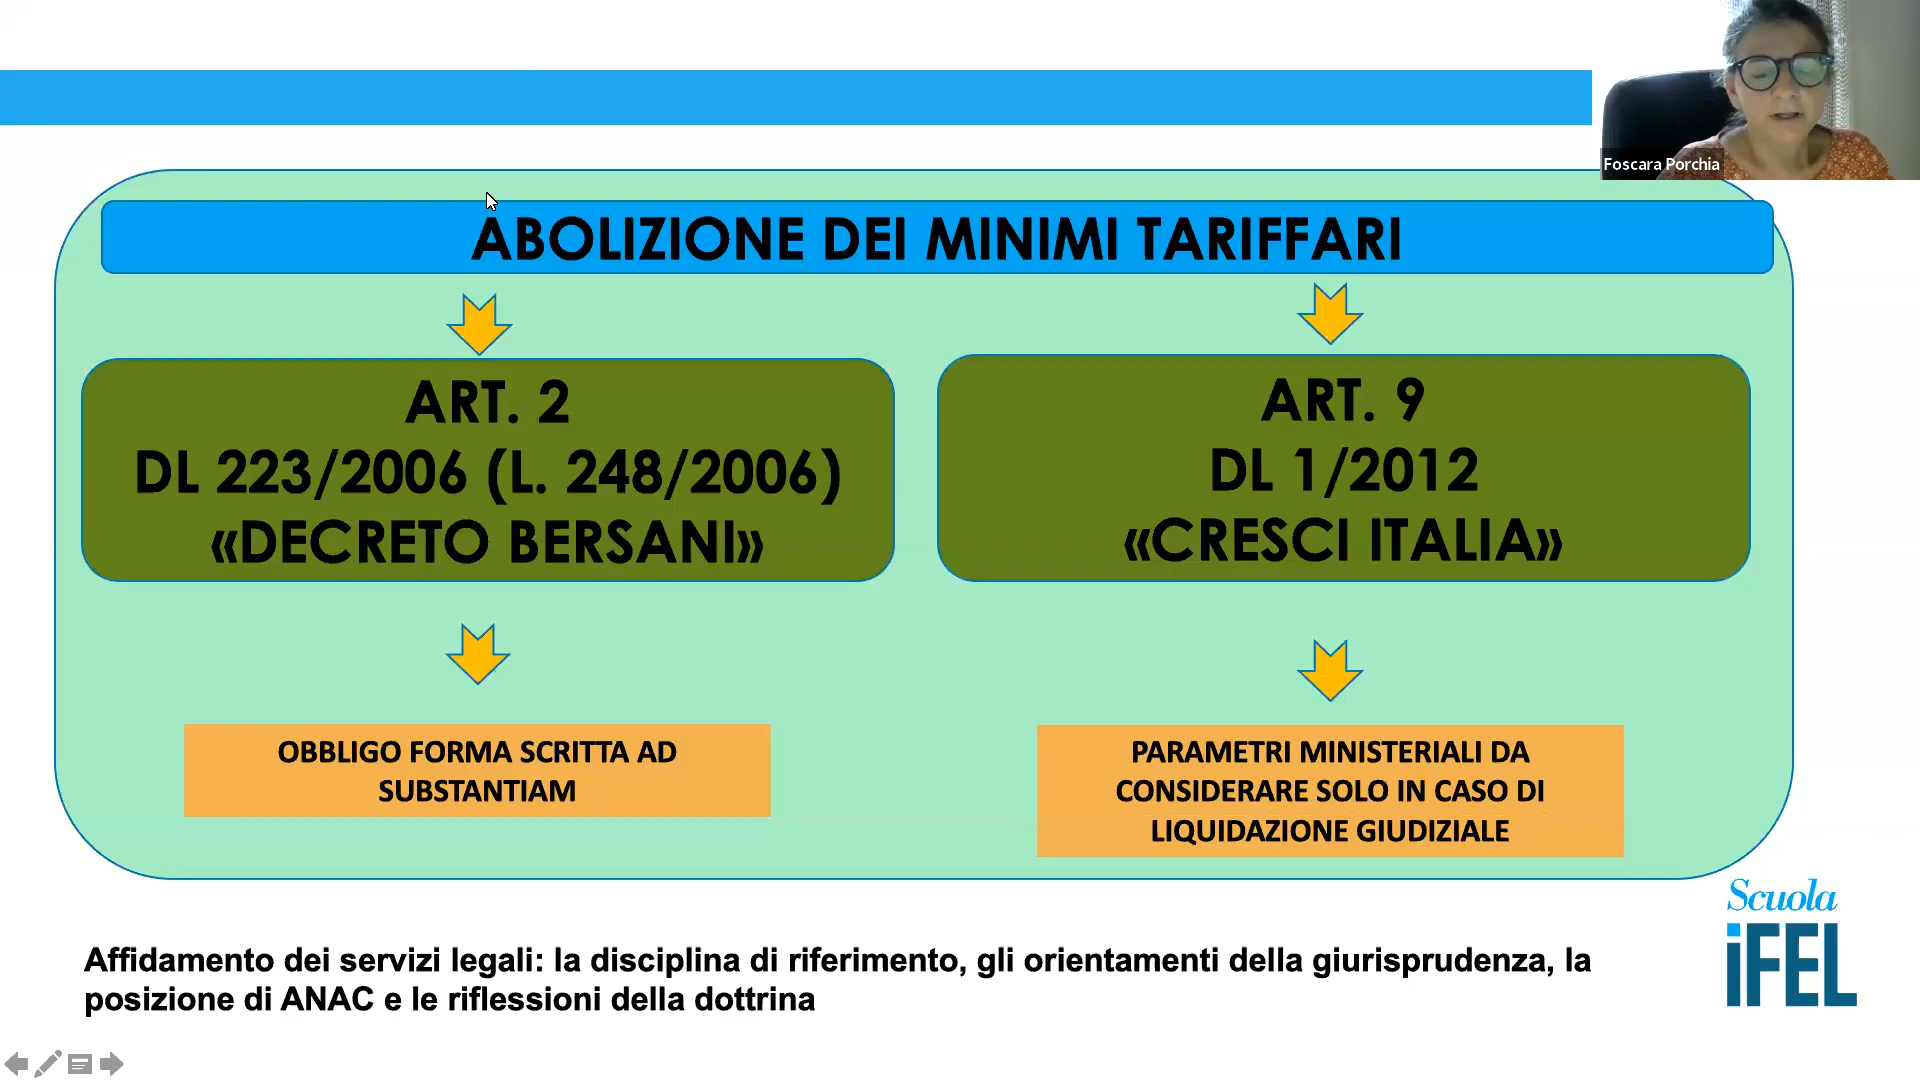 Foscara Porchia
ABOLIZIONE DEI MINIMI TARIFFARI
ART. 2
DL 223/2006 (L. 248/2006)
«DECRETO BERSANI»
ART. 9
DL 1/2012
«CRESCI ITALIA»
OBBLIGO FORMA SCRITTA AD
SUBSTANTIAM
PARAMETRI MINISTERIALI DA
CONSIDERARE SOLO IN CASO DI
LIQUIDAZIONE GIUDIZIALE
Affidamento dei servizi legali: la disciplina di riferimento, gli orientamenti della giurisprudenza, la
posizione di ANAC e le riflessioni della dottrina
Scuola
iFEL